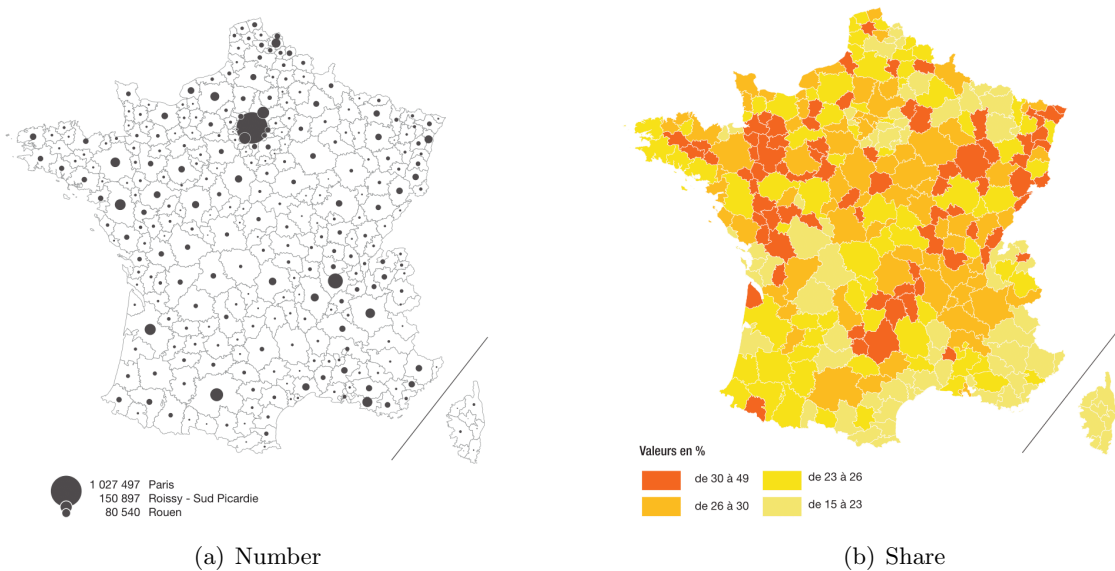 1 027 497 Paris
150 897 Roissy - Sud Picardie
80 540 Rouen
(a) Number
Valeurs en %
de 30 à 49
de 23 à 26
de 26 à 30
de 15 à 23
(b) Share